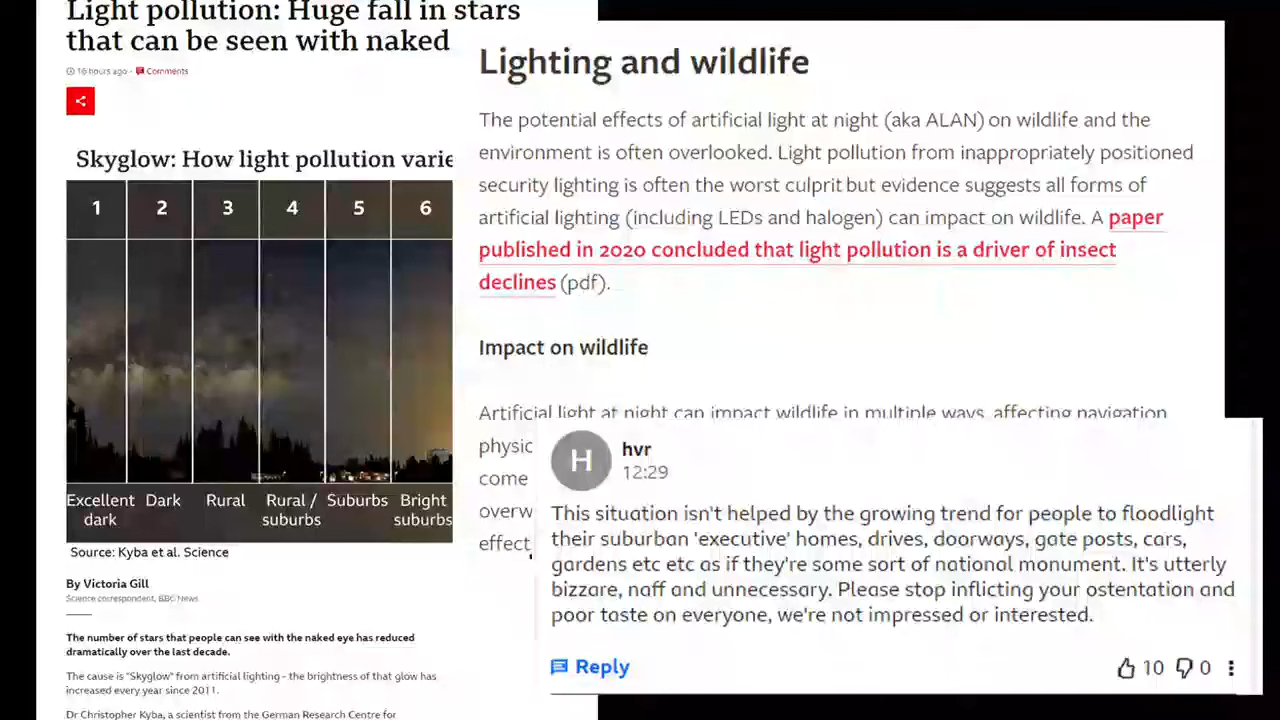 Light pollution: Huge fall in stars
that can be seen with naked
16 hours ago - Comments
Skyglow: How light pollution varie
1 2 3 4 5 6
Excellent dark Dark Rural Rural / suburbs Suburbs Bright suburbs
Source: Kyba et al. Science
By Victoria Gill
Science correspondent, BBC News
The number of stars that people can see with the naked eye has reduced
dramatically over the last decade.
The cause is "Skyglow" from artificial lighting - the brightness of that glow has
increased every year since 2011.
Dr Christopher Kyba, a scientist from the German Research Centre for
Lighting and wildlife
The potential effects of artificial light at night (aka ALAN) on wildlife and the
environment is often overlooked. Light pollution from inappropriately positioned
security lighting is often the worst culprit but evidence suggests all forms of
artificial lighting (including LEDs and halogen) can impact on wildlife. A paper
published in 2020 concluded that light pollution is a driver of insect
declines (pdf).
Impact on wildlife
Artificial light at night can impact wildlife in multiple ways, affecting navigation
physic
come
overw
effect
H
hvr
12:29
This situation isn't helped by the growing trend for people to floodlight
their suburban 'executive' homes, drives, doorways, gate posts, cars,
gardens etc etc as if they're some sort of national monument. It's utterly
bizzare, naff and unnecessary. Please stop inflicting your ostentation and
poor taste on everyone, we're not impressed or interested.
Reply
10 0